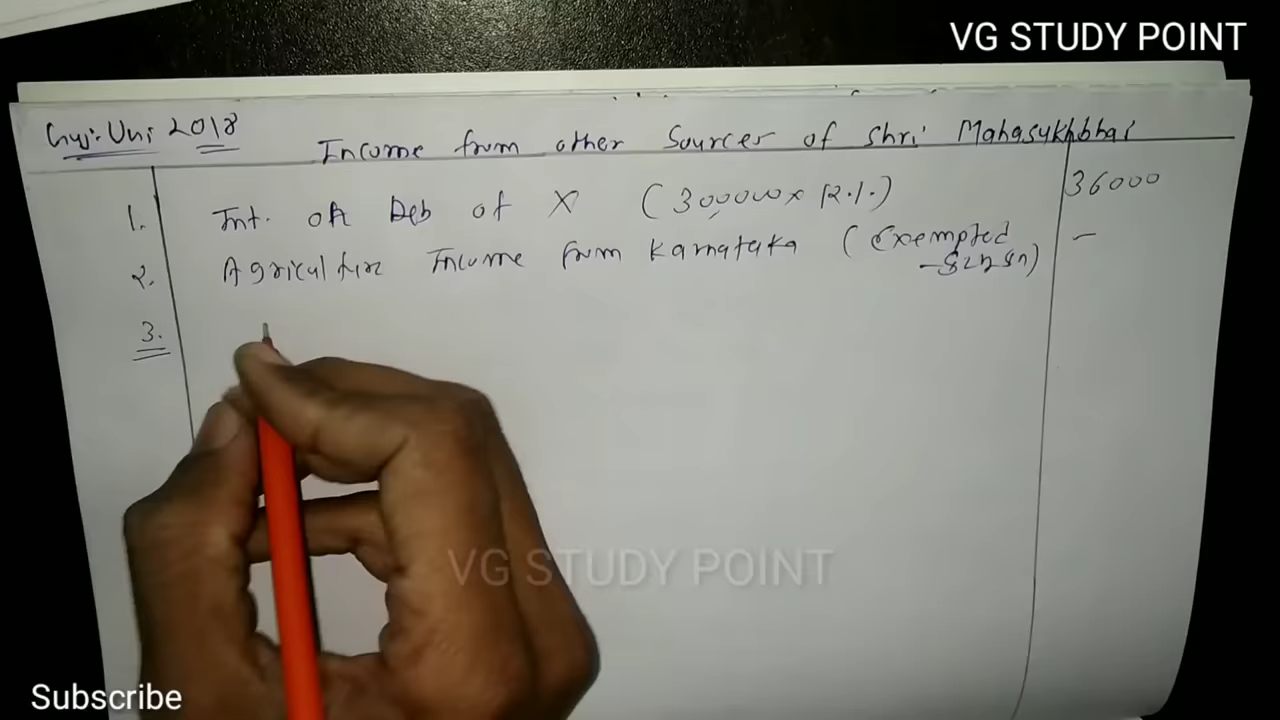 VG STUDY POINT
Guj. Uni 2018
Income from other Sources of Shri Mahasukhbhai
1. Int. on Deb of X (300000 x 12.1.) 36000
2. Agriculture Income from Karnataka (Exempted -
3.
VG STUDY POINT
Subscribe